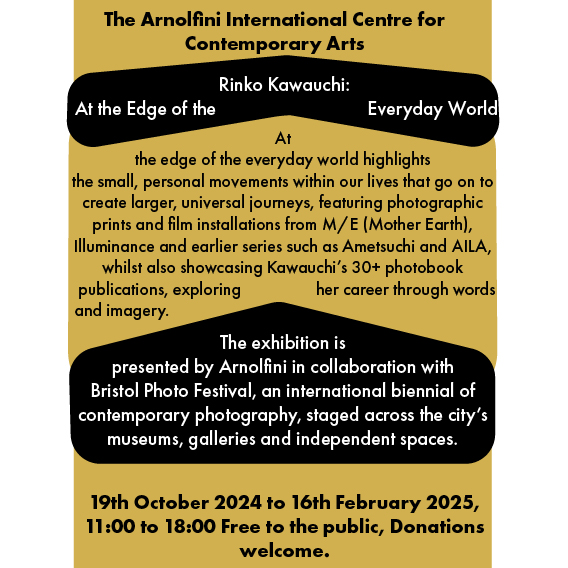 The Arnolfini International Centre for
Contemporary Arts
Rinko Kawauchi:
At the Edge of the Everyday World
At
the edge of the everyday world highlights
the small, personal movements within our lives that go on to
create larger, universal journeys, featuring photographic
prints and film installations from M/E (Mother Earth),
Illuminance and earlier series such as Ametsuchi and AILA,
whilst also showcasing Kawauchi's 30+ photobook
publications, exploring her career through words
and imagery.
The exhibition is
presented by Arnolfini in collaboration with
Bristol Photo Festival, an international biennial of
contemporary photography, staged across the city's
museums, galleries and independent spaces.
19th October 2024 to 16th February 2025,
11:00 to 18:00 Free to the public, Donations
welcome.